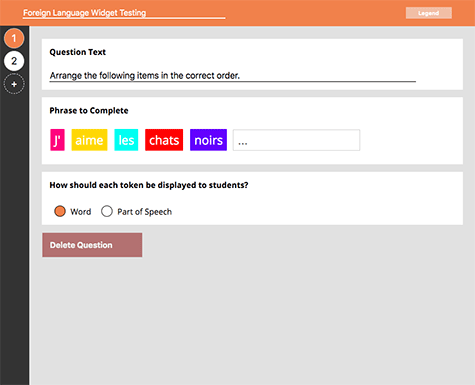 Foreign Language Widget Testing
Legend
1
2
+
Question Text
Arrange the following items in the correct order.
Phrase to Complete
J' aime les chats noirs ...
How should each token be displayed to students?
Word Part of Speech
Delete Question